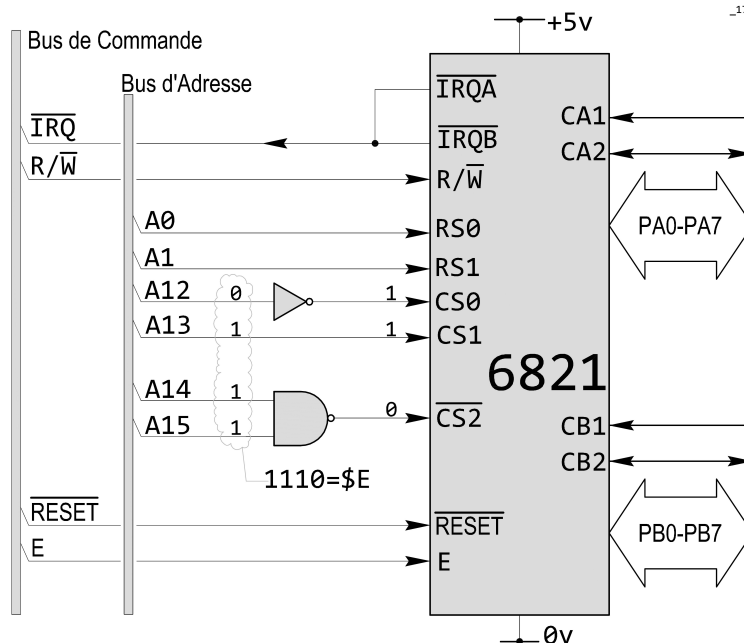 _17
+5v
Bus de Commande
Bus d'Adresse
IRQA
CA1
IRQ
IRQB
CA2
R/W
R/W
A0
RS0
PA0-PA7
A1
RS1
A12 0 1 CS0
A13 1 1 CS1
6821
A14 1
0 CS2
A15 1
CB1
CB2
1110=$E
RESET
RESET
PB0-PB7
E
E
0v